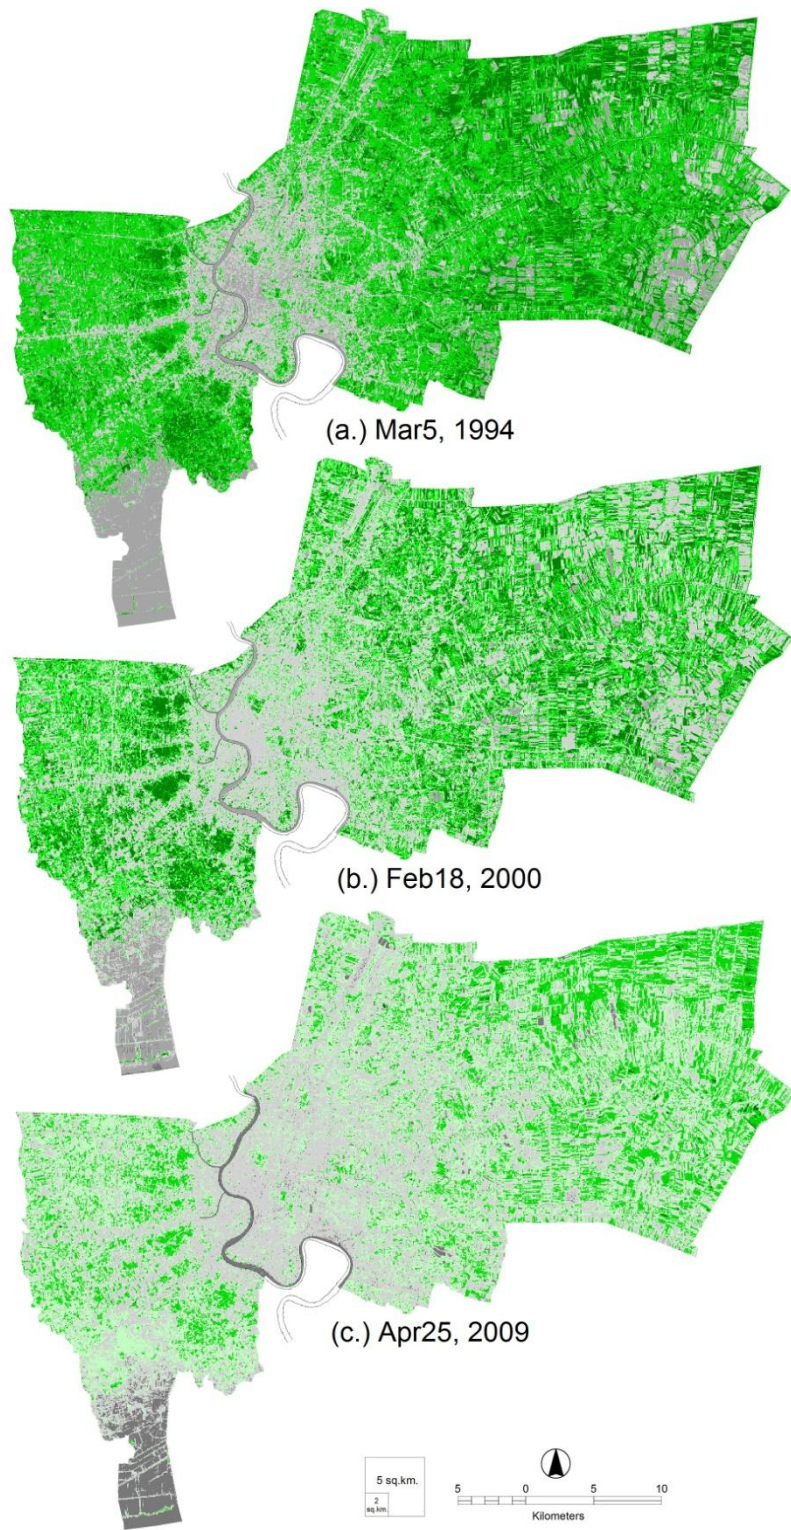 (a.) Mar5, 1994
(b.) Feb18, 2000
(c.) Apr25, 2009
5 sq.km.
2
sq.km.
5 0 5 10
Kilometers